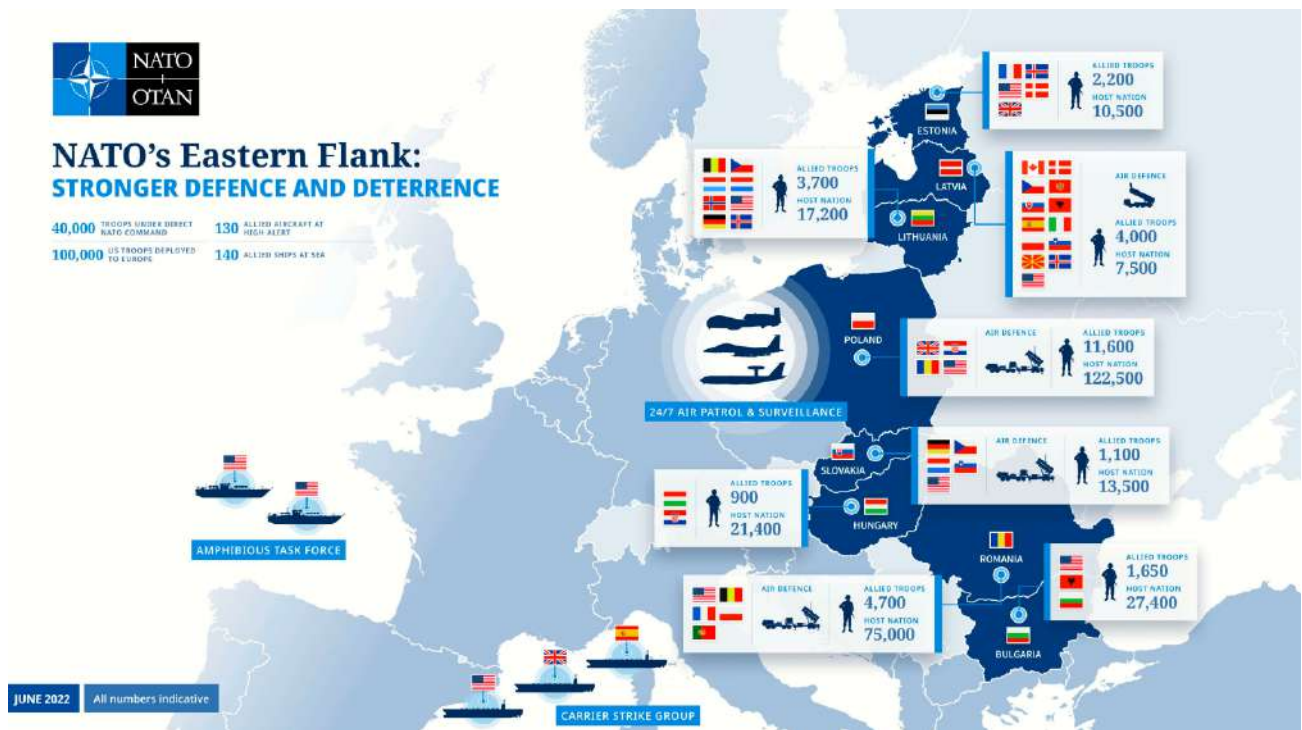 NATO
OTAN
NATO's Eastern Flank:
STRONGER DEFENCE AND DETERRENCE
40,000 TROOPS UNDER DIRECT NATO COMMAND
130 ALLIED AIRCRAFT AT HIGH ALERT
100,000 US TROOPS DEPLOYED TO EUROPE
140 ALLIED SHIPS AT SEA
ALLIED TROOPS
2,200
HOST NATION
10,500
ESTONIA
ALLIED TROOPS
3,700
HOST NATION
17,200
LATVIA
AIR DEFENCE
ALLIED TROOPS
4,000
HOST NATION
7,500
LITHUANIA
POLAND
AIR DEFENCE
ALLIED TROOPS
11,600
HOST NATION
122,500
24/7 AIR PATROL & SURVEILLANCE
SLOVAKIA
AIR DEFENCE
ALLIED TROOPS
1,100
HOST NATION
13,500
ALLIED TROOPS
900
HOST NATION
21,400
HUNGARY
AMPHIBIOUS TASK FORCE
ROMANIA
ALLIED TROOPS
1,650
HOST NATION
27,400
AIR DEFENCE
ALLIED TROOPS
4,700
HOST NATION
75,000
BULGARIA
JUNE 2022
All numbers indicative
CARRIER STRIKE GROUP